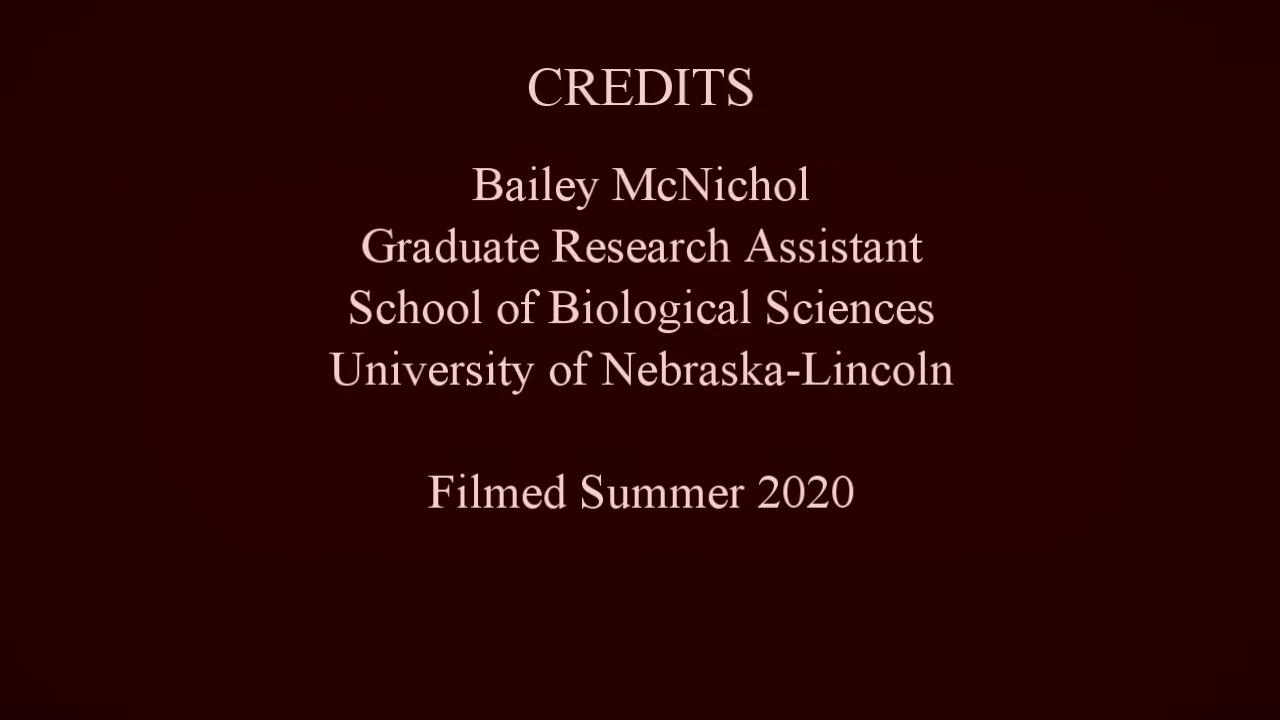 CREDITS
Bailey McNichol
Graduate Research Assistant
School of Biological Sciences
University of Nebraska-Lincoln
Filmed Summer 2020